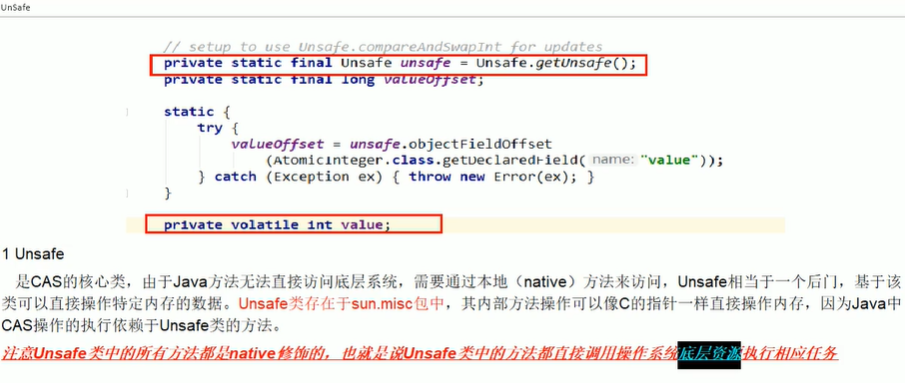 UnSafe
// setup to use Unsafe.compareAndSwapInt for updates
private static final Unsafe unsafe = Unsafe.getUnsafe();
private static final long valueOffset;
static {
try {
valueOffset = unsafe.objectFieldOffset
(AtomicInteger.class.getDeclaredField( name: "value"));
} catch (Exception ex) { throw new Error(ex); }
}
private volatile int value;
1 Unsafe
是CAS的核心类，由于Java方法无法直接访问底层系统，需要通过本地（native）方法来访问，Unsafe相当于一个后门，基于该
类可以直接操作特定内存的数据。Unsafe类存在于sun.misc包中，其内部方法操作可以像C的指针一样直接操作内存，因为Java中
CAS操作的执行依赖于Unsafe类的方法。
注意Unsafe类中的所有方法都是native修饰的，也就是说Unsafe类中的方法都直接调用操作系统底层资源执行相应任务